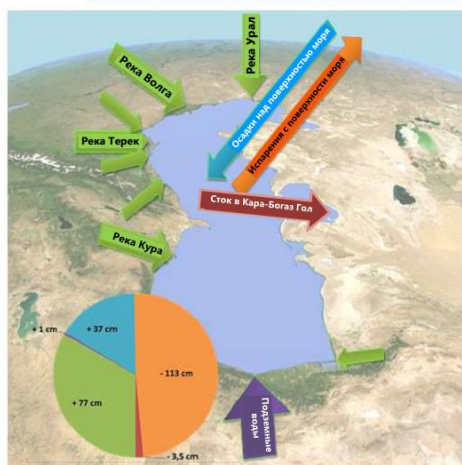 Река Урал
Река Волга
Осадки над поверхностью моря
Испарения с поверхности моря
Река Терек
Сток в Кара-Богаз Гол
Река Кура
+ 1 cm
+ 37 cm
- 113 cm
+ 77 cm
- 3,5 cm
Подземные
воды